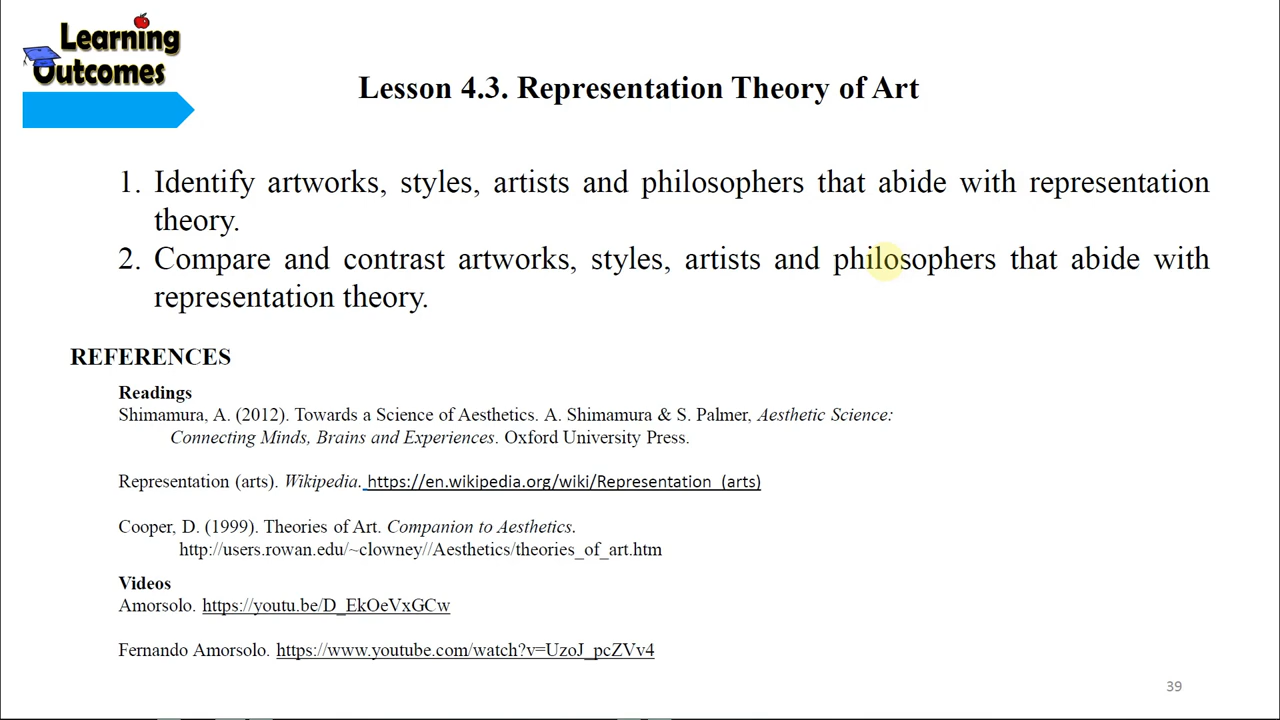 Learning
Outcomes
Lesson 4.3. Representation Theory of Art
1. Identify artworks, styles, artists and philosophers that abide with representation
theory.
2. Compare and contrast artworks, styles, artists and philosophers that abide with
representation theory.
REFERENCES
Readings
Shimamura, A. (2012). Towards a Science of Aesthetics. A. Shimamura & S. Palmer, Aesthetic Science:
Connecting Minds, Brains and Experiences. Oxford University Press.
Representation (arts). Wikipedia. https://en.wikipedia.org/wiki/Representation_(arts)
Cooper, D. (1999). Theories of Art. Companion to Aesthetics.
http://users.rowan.edu/~clowney//Aesthetics/theories_of_art.htm
Videos
Amorsolo. https://youtu.be/D_EkOeVxGCw
Fernando Amorsolo. https://www.youtube.com/watch?v=UzoJ_pcZVv4
39